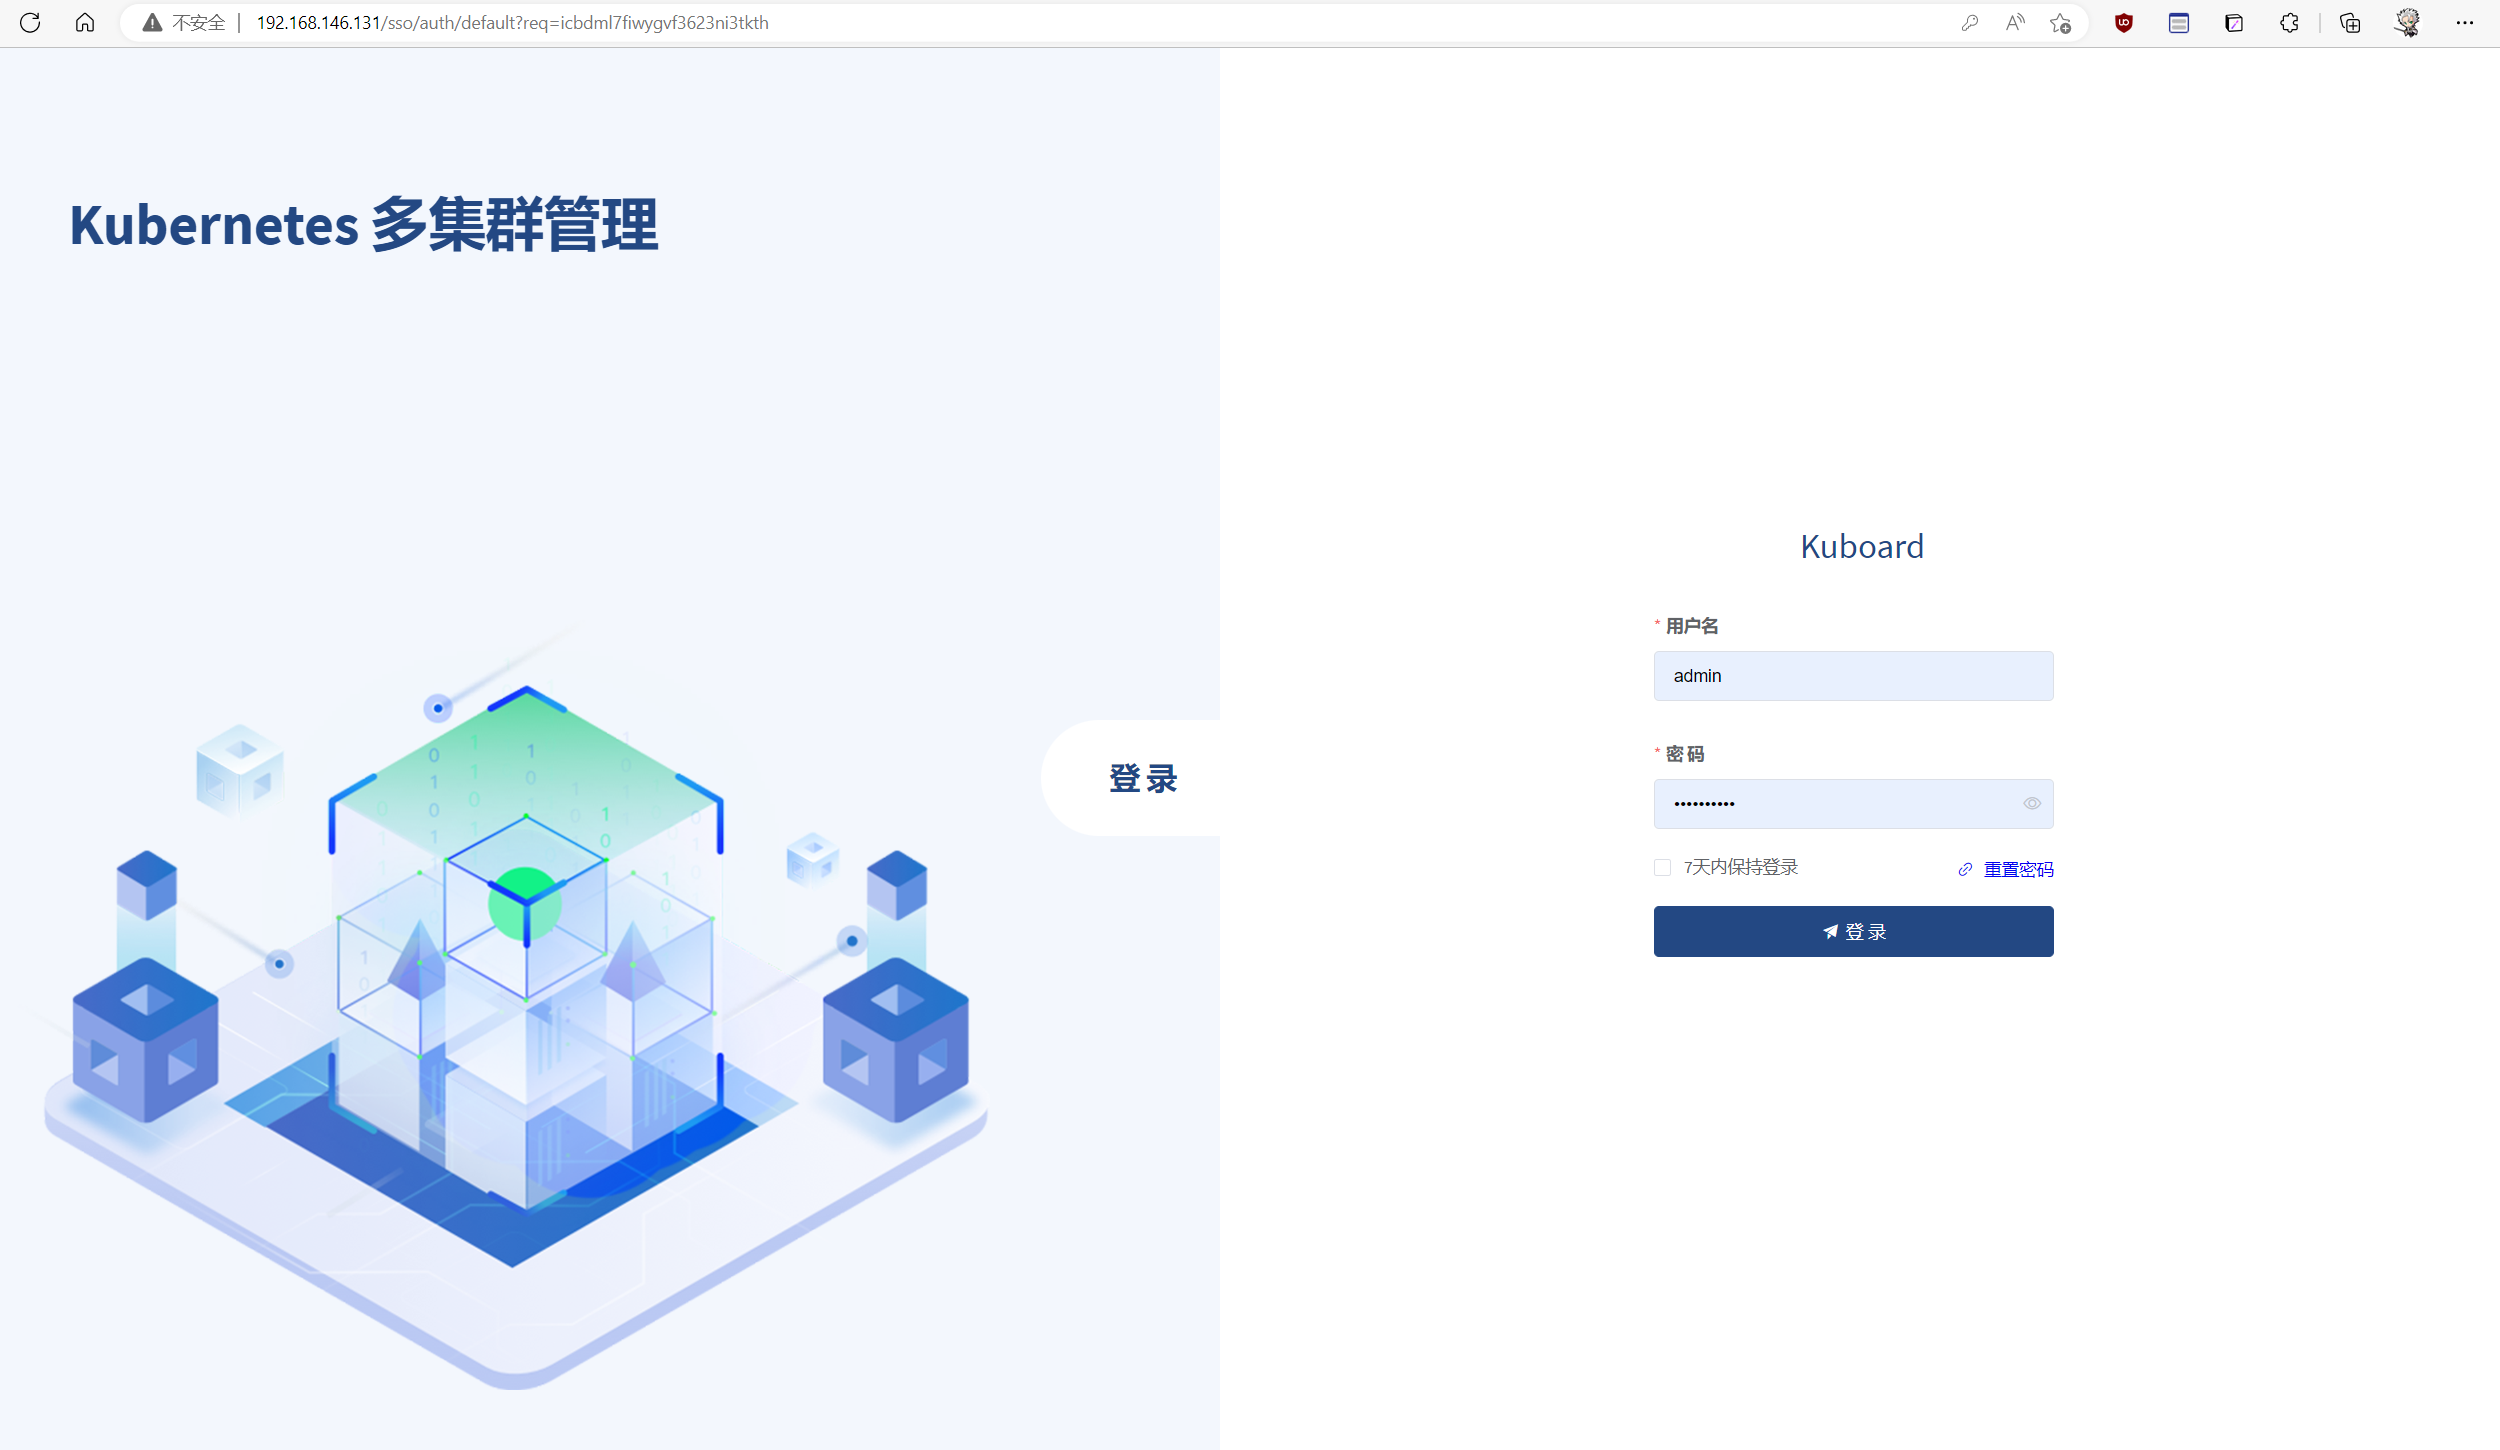 不安全 192.168.146.131/sso/auth/default?req=icbdml7fiwygvf3623ni3tkth
Kubernetes 多集群管理
登 录
Kuboard
* 用户名
admin
* 密 码
••••••••••
7天内保持登录
重置密码
登 录